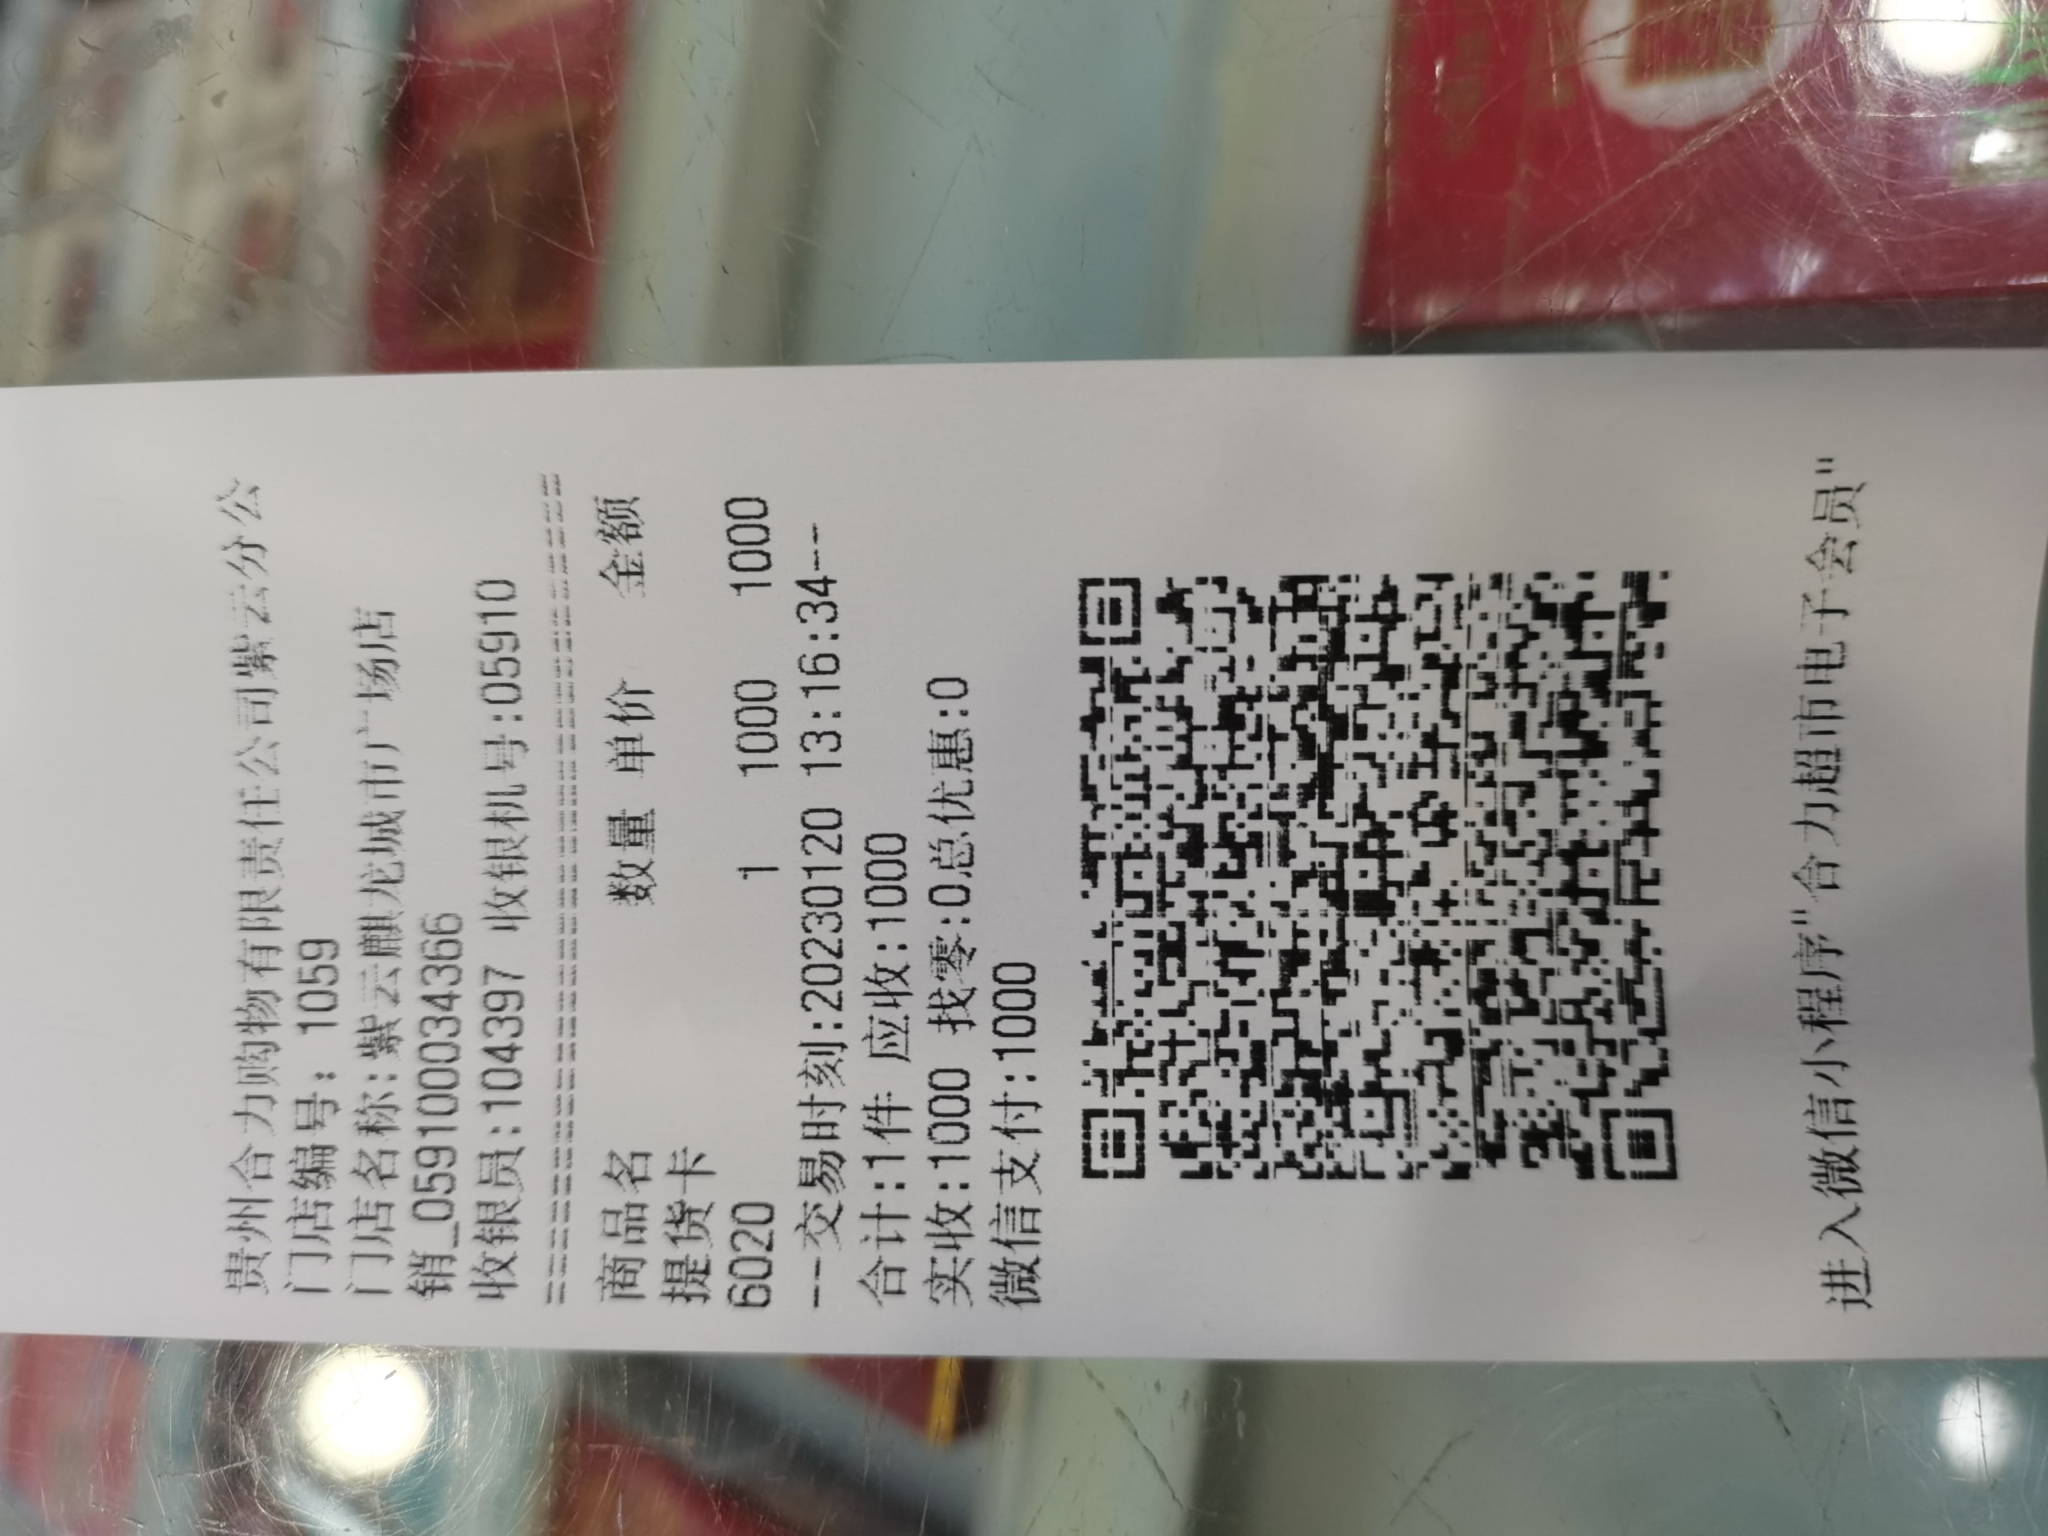 贵州合力购物有限责任公司紫云分公
门店编号：1059
门店名称:紫云麒龙城市广场店
销_0591000034366
收银员:104397 收银机号:05910
商品名 数量 单价 金额
提货卡
6020 1 1000 1000
--交易时刻:20230120 13:16:34--
合计:1件 应收:1000
实收:1000 找零:0总优惠:0
微信支付:1000
进入微信小程序"合力超市电子会员"